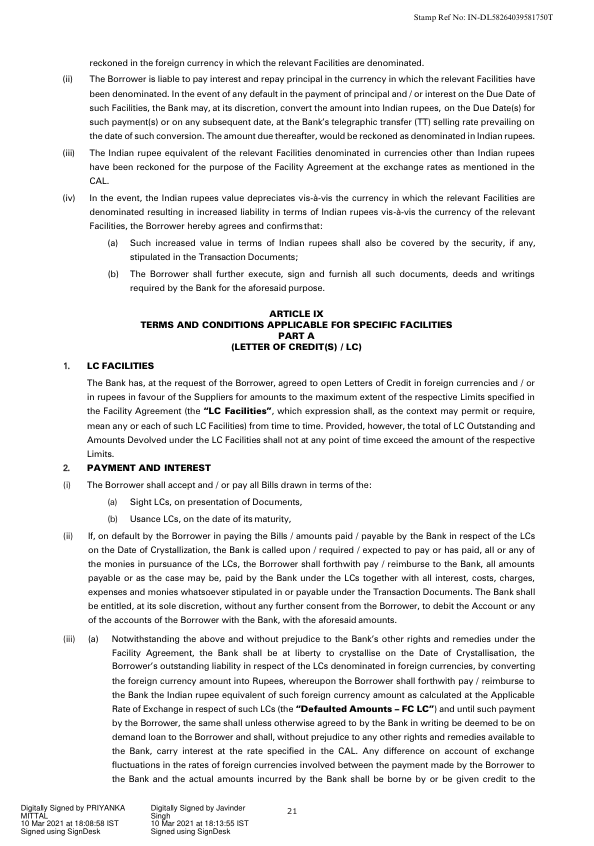 Stamp Ref No: IN-DL58264039581750T
reckoned in the foreign currency in which the relevant Facilities are denominated.
(ii) The Borrower is liable to pay interest and repay principal in the currency in which the relevant Facilities have
been denominated. In the event of any default in the payment of principal and / or interest on the Due Date of
such Facilities, the Bank may, at its discretion, convert the amount into Indian rupees, on the Due Date(s) for
such payment(s) or on any subsequent date, at the Bank's telegraphic transfer (TT) selling rate prevailing on
the date of such conversion. The amount due thereafter, would be reckoned as denominated in Indian rupees.
(iii) The Indian rupee equivalent of the relevant Facilities denominated in currencies other than Indian rupees
have been reckoned for the purpose of the Facility Agreement at the exchange rates as mentioned in the
CAL.
(iv) In the event, the Indian rupees value depreciates vis-à-vis the currency in which the relevant Facilities are
denominated resulting in increased liability in terms of Indian rupees vis-à-vis the currency of the relevant
Facilities, the Borrower hereby agrees and confirms that:
(a) Such increased value in terms of Indian rupees shall also be covered by the security, if any,
stipulated in the Transaction Documents;
(b) The Borrower shall further execute, sign and furnish all such documents, deeds and writings
required by the Bank for the aforesaid purpose.
ARTICLE IX
TERMS AND CONDITIONS APPLICABLE FOR SPECIFIC FACILITIES
PART A
(LETTER OF CREDIT(S) / LC)
1. LC FACILITIES
The Bank has, at the request of the Borrower, agreed to open Letters of Credit in foreign currencies and / or
in rupees in favour of the Suppliers for amounts to the maximum extent of the respective Limits specified in
the Facility Agreement (the "LC Facilities", which expression shall, as the context may permit or require,
mean any or each of such LC Facilities) from time to time. Provided, however, the total of LC Outstanding and
Amounts Devolved under the LC Facilities shall not at any point of time exceed the amount of the respective
Limits.
2. PAYMENT AND INTEREST
(i) The Borrower shall accept and / or pay all Bills drawn in terms of the:
(a) Sight LCs, on presentation of Documents,
(b) Usance LCs, on the date of its maturity,
(ii) If, on default by the Borrower in paying the Bills / amounts paid / payable by the Bank in respect of the LCs
on the Date of Crystallization, the Bank is called upon / required / expected to pay or has paid, all or any of
the monies in pursuance of the LCs, the Borrower shall forthwith pay / reimburse to the Bank, all amounts
payable or as the case may be, paid by the Bank under the LCs together with all interest, costs, charges,
expenses and monies whatsoever stipulated in or payable under the Transaction Documents. The Bank shall
be entitled, at its sole discretion, without any further consent from the Borrower, to debit the Account or any
of the accounts of the Borrower with the Bank, with the aforesaid amounts.
(iii) (a) Notwithstanding the above and without prejudice to the Bank's other rights and remedies under the
Facility Agreement, the Bank shall be at liberty to crystallise on the Date of Crystallisation, the
Borrower's outstanding liability in respect of the LCs denominated in foreign currencies, by converting
the foreign currency amount into Rupees, whereupon the Borrower shall forthwith pay / reimburse to
the Bank the Indian rupee equivalent of such foreign currency amount as calculated at the Applicable
Rate of Exchange in respect of such LCs (the "Defaulted Amounts – FC LC") and until such payment
by the Borrower, the same shall unless otherwise agreed to by the Bank in writing be deemed to be on
demand loan to the Borrower and shall, without prejudice to any other rights and remedies available to
the Bank, carry interest at the rate specified in the CAL. Any difference on account of exchange
fluctuations in the rates of foreign currencies involved between the payment made by the Borrower to
the Bank and the actual amounts incurred by the Bank shall be borne by or be given credit to the
Digitally Signed by PRIYANKA
MITTAL
10 Mar 2021 at 18:08:58 IST
Signed using SignDesk
Digitally Signed by Javinder
Singh
10 Mar 2021 at 18:13:55 IST
Signed using SignDesk
21